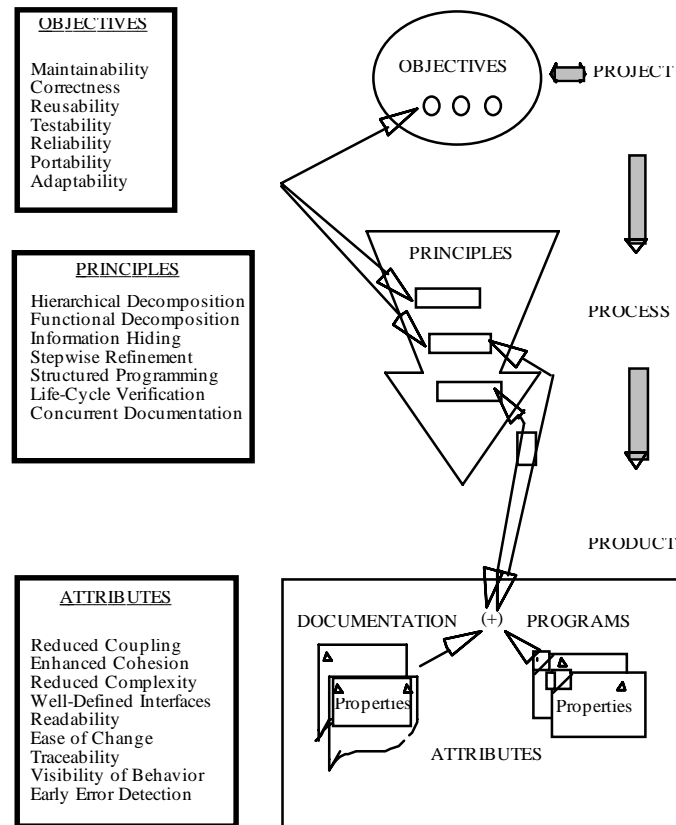 OBJECTIVES
Maintainability
Correctness
Reusability
Testability
Reliability
Portability
Adaptability
OBJECTIVES
PROJECT
PRINCIPLES
Hierarchical Decomposition
Functional Decomposition
Information Hiding
Stepwise Refinement
Structured Programming
Life-Cycle Verification
Concurrent Documentation
PRINCIPLES
PROCESS
PRODUCT
ATTRIBUTES
Reduced Coupling
Enhanced Cohesion
Reduced Complexity
Well-Defined Interfaces
Readability
Ease of Change
Traceability
Visibility of Behavior
Early Error Detection
DOCUMENTATION (+) PROGRAMS
Properties
Properties
ATTRIBUTES